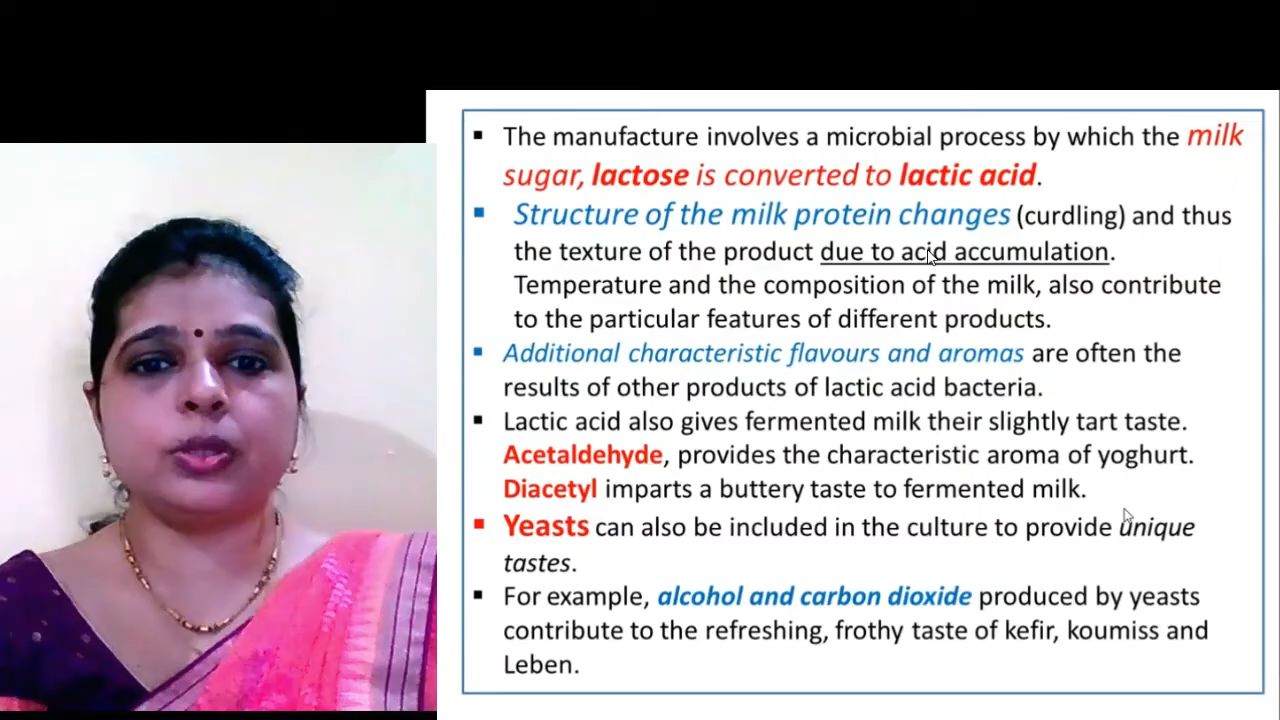 The manufacture involves a microbial process by which the milk
sugar, lactose is converted to lactic acid.
Structure of the milk protein changes (curdling) and thus
the texture of the product due to acid accumulation.
Temperature and the composition of the milk, also contribute
to the particular features of different products.
Additional characteristic flavours and aromas are often the
results of other products of lactic acid bacteria.
Lactic acid also gives fermented milk their slightly tart taste.
Acetaldehyde, provides the characteristic aroma of yoghurt.
Diacetyl imparts a buttery taste to fermented milk.
Yeasts can also be included in the culture to provide unique
tastes.
For example, alcohol and carbon dioxide produced by yeasts
contribute to the refreshing, frothy taste of kefir, koumiss and
Leben.